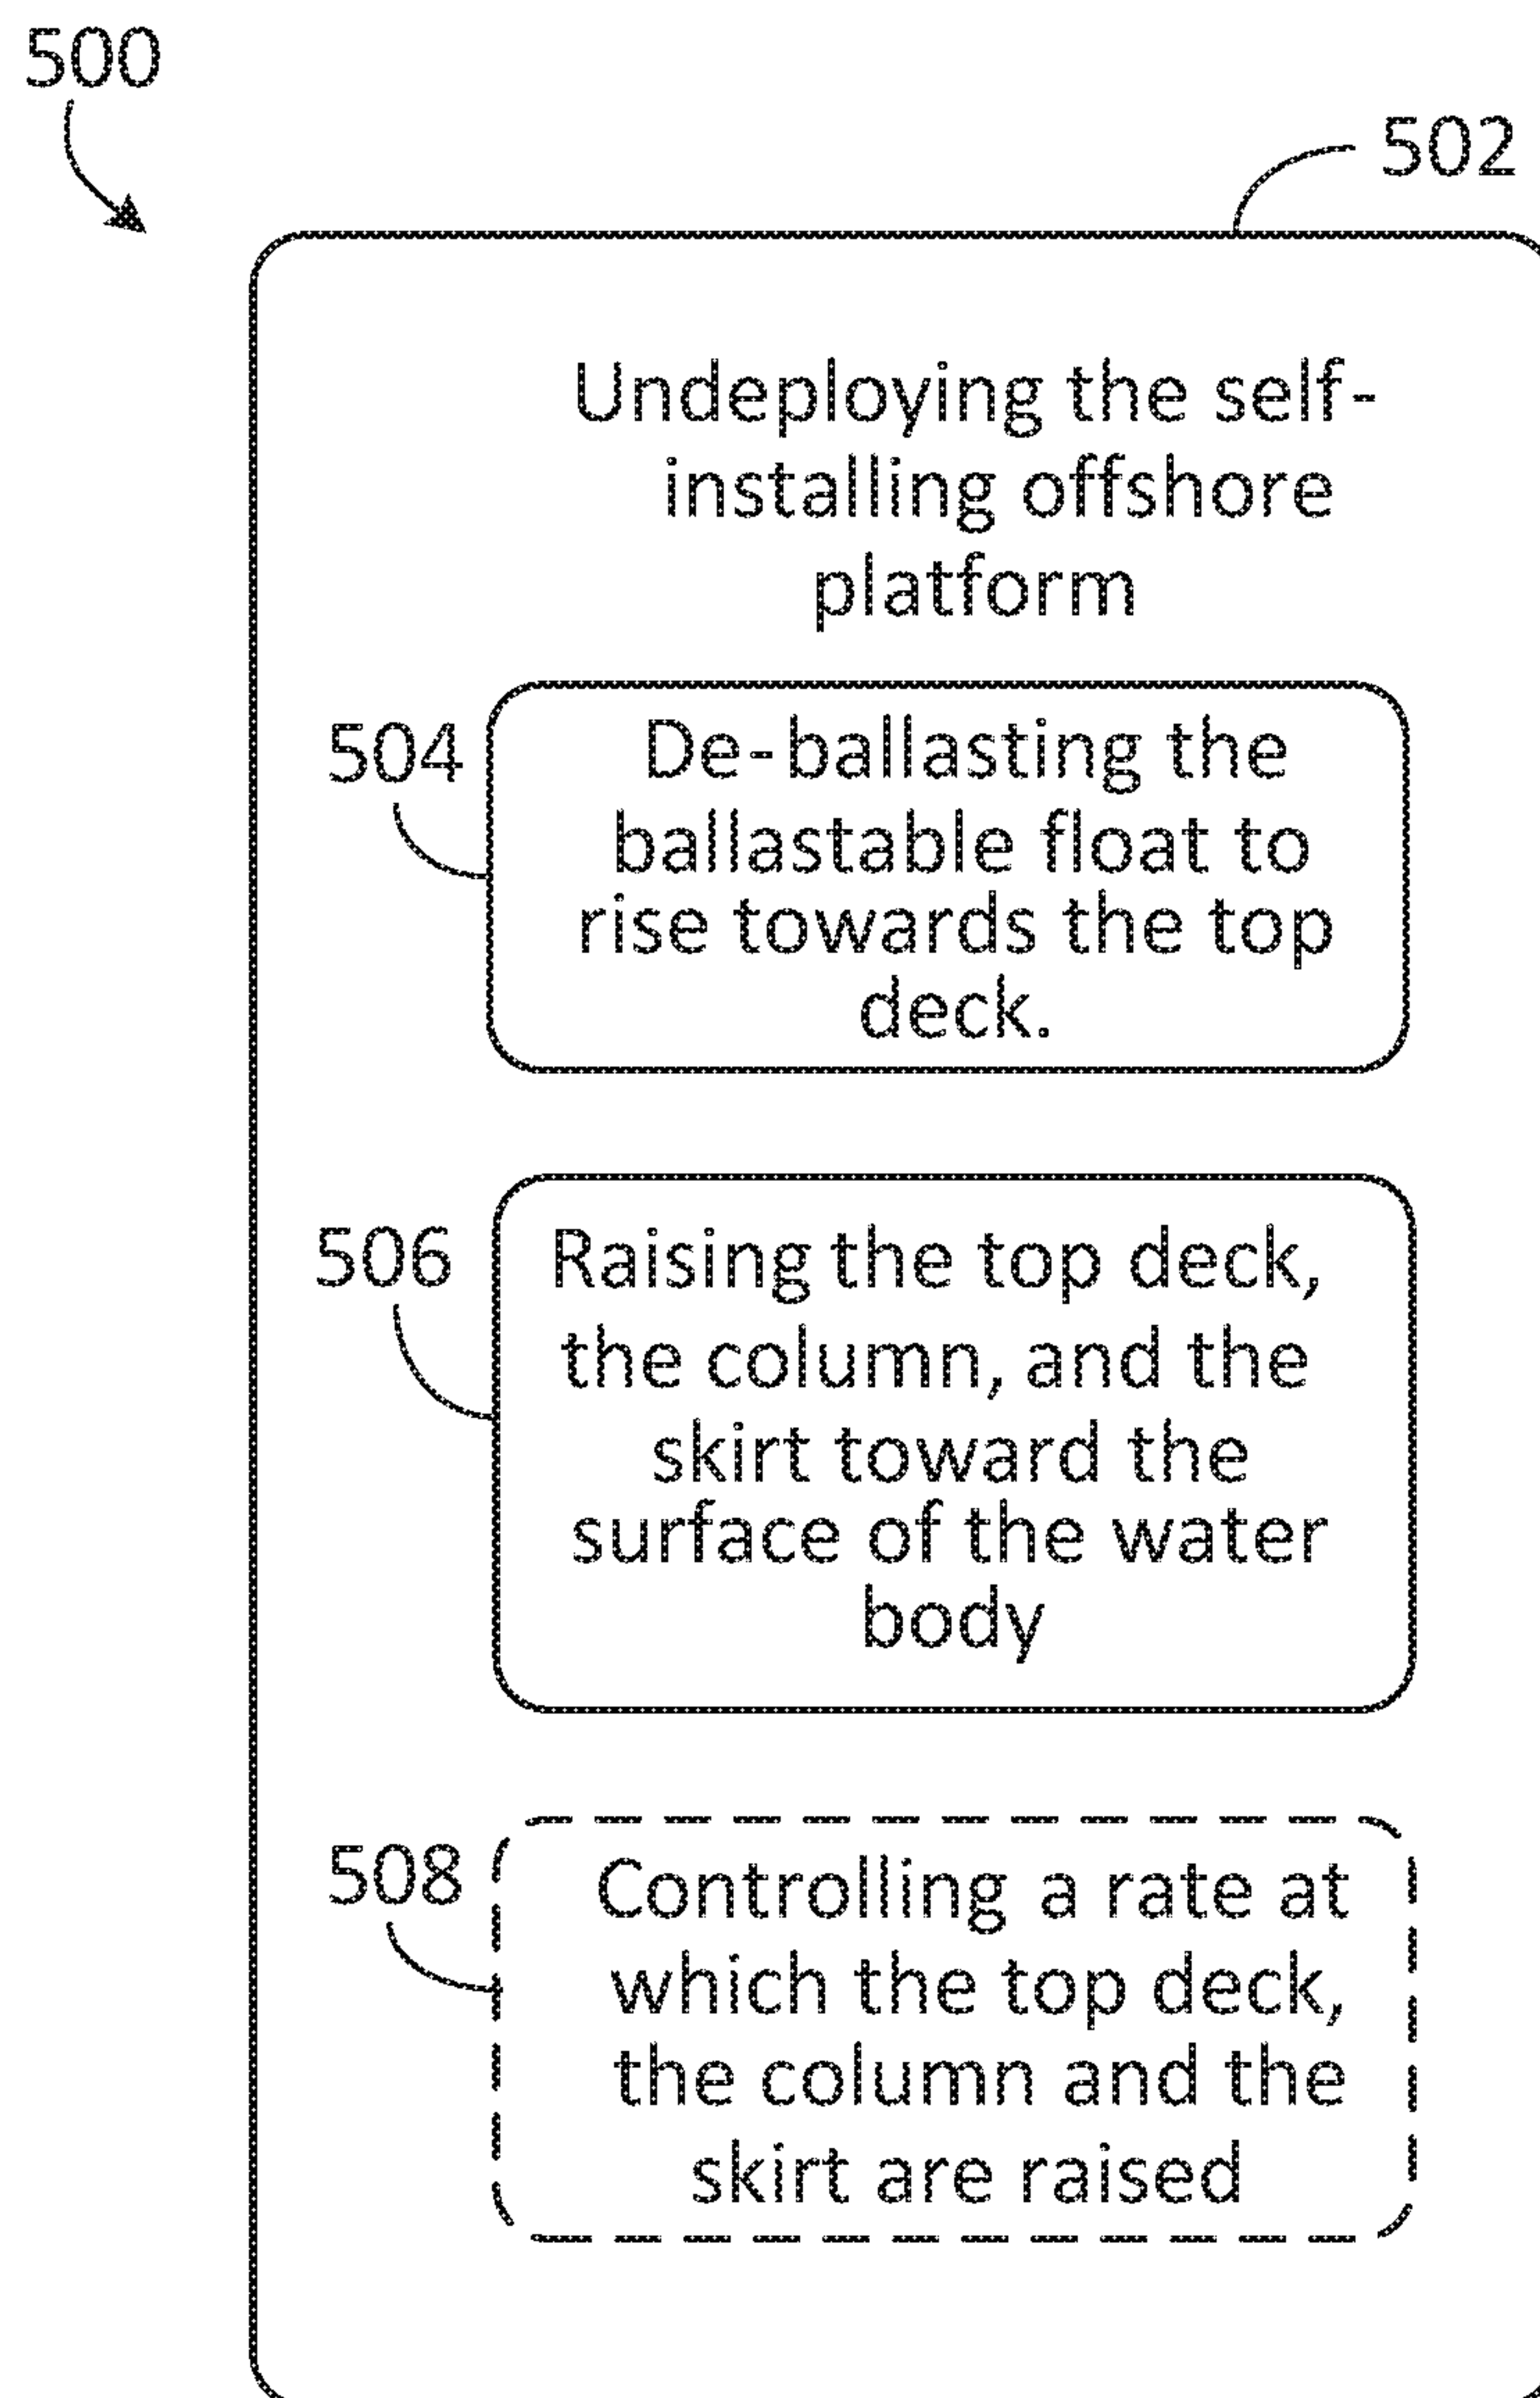 500
502
Undeploying the self-
installing offshore
platform
504
De-ballasting the
ballastable float to
rise towards the top
deck.
506
Raising the top deck,
the column, and the
skirt toward the
surface of the water
body
508
Controlling a rate at
which the top deck,
the column and the
skirt are raised